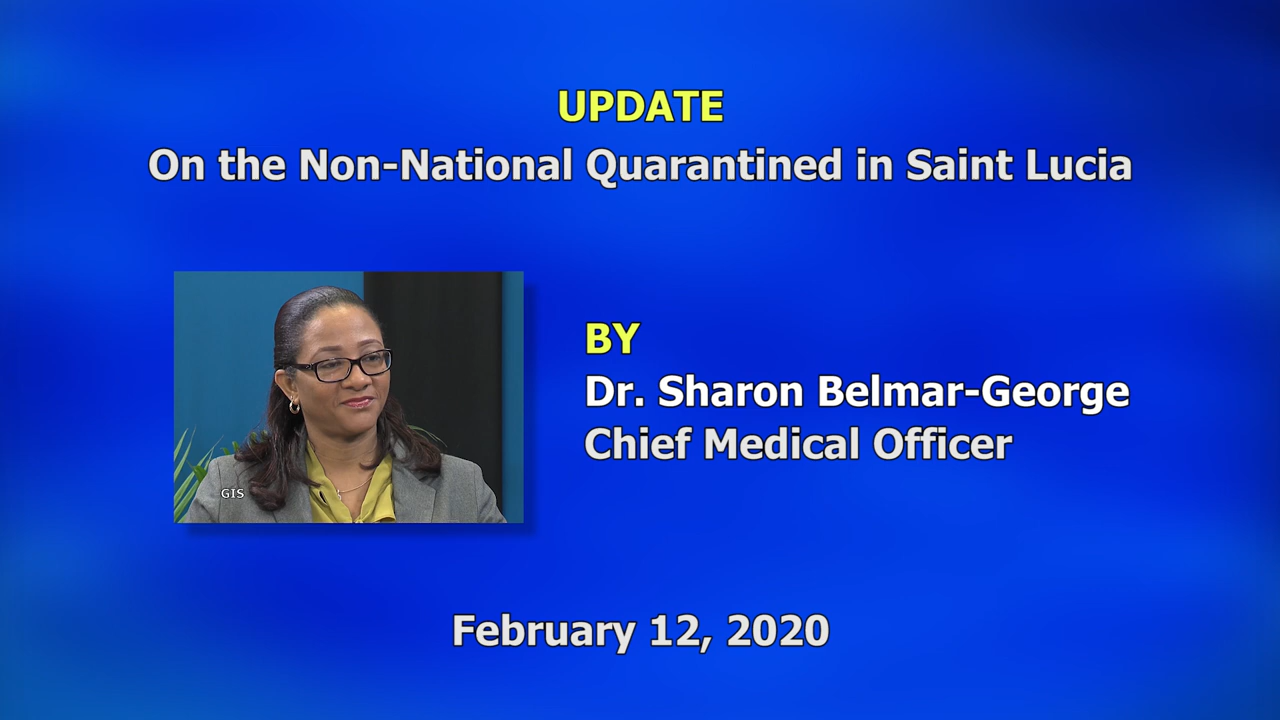 UPDATE
On the Non-National Quarantined in Saint Lucia
GIS
BY
Dr. Sharon Belmar-George
Chief Medical Officer
February 12, 2020